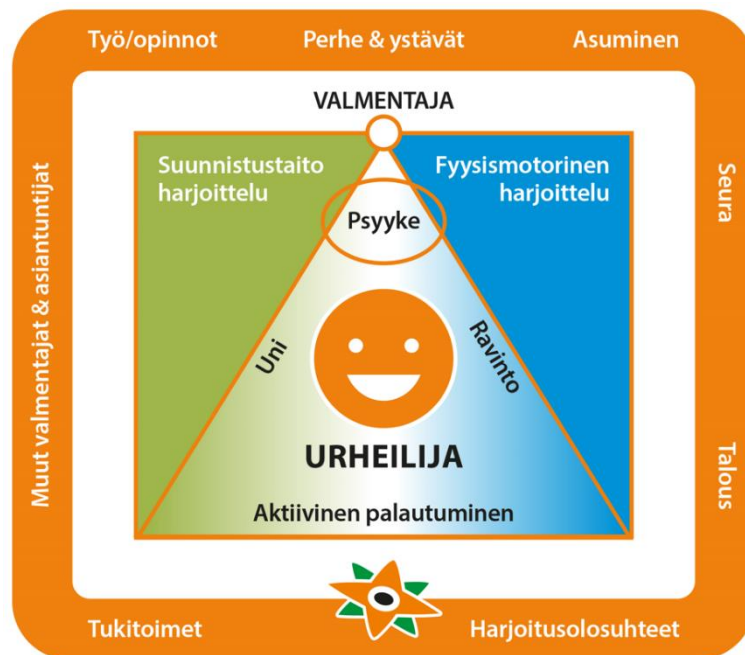 Työ/opinnot
Perhe & ystävät
Asuminen
VALMENTAJA
Suunnistustaito
harjoittelu
Fyysismotorinen
harjoittelu
Psyyke
Muut valmentajat & asiantuntijat
Seura
Uni
Ravinto
URHEILIJA
Talous
Aktiivinen palautuminen
Tukitoimet
Harjoitusolosuhteet